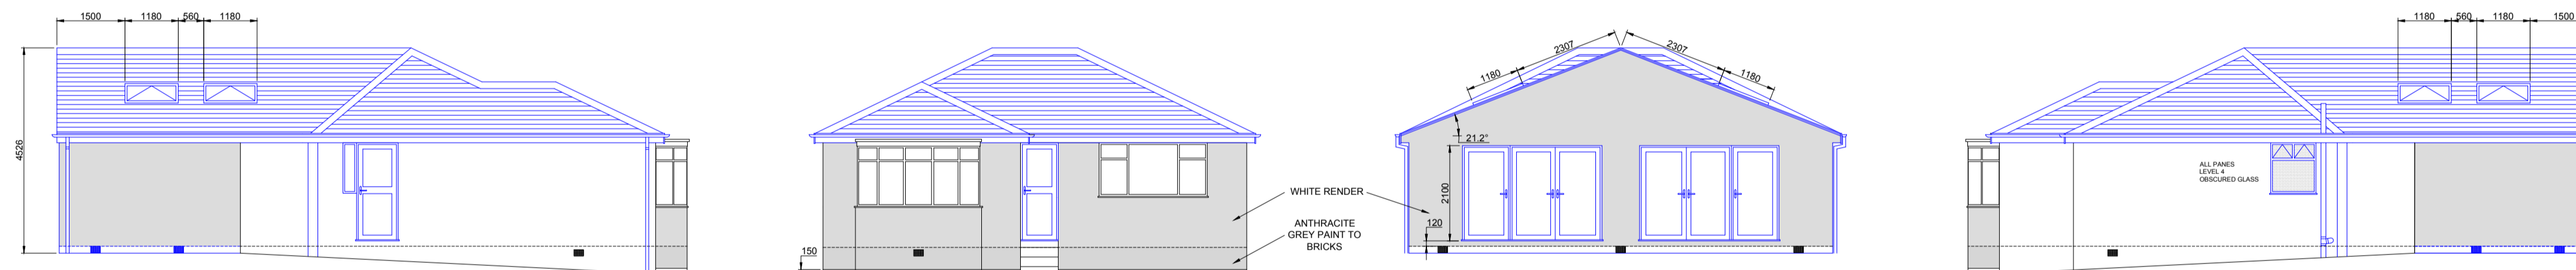 1500
1180
560
1180
4526
150
WHITE RENDER
ANTHRACITE
GREY PAINT TO
BRICKS
2307
2307
1180
1180
21.2°
2100
120
1180
560
1180
1500
ALL PANES
LEVEL 4
OBSCURED GLASS